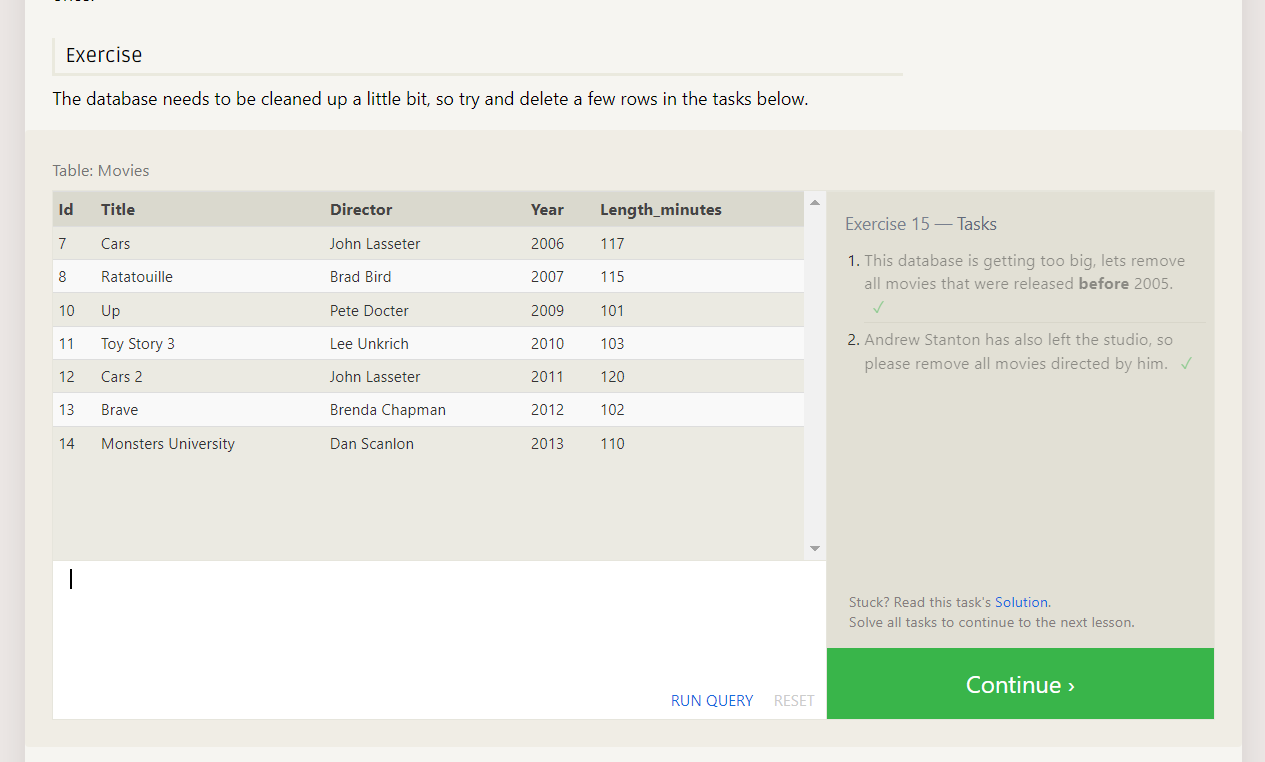 Exercise
The database needs to be cleaned up a little bit, so try and delete a few rows in the tasks below.
Table: Movies
Id Title Director Year Length_minutes
7 Cars John Lasseter 2006 117
8 Ratatouille Brad Bird 2007 115
10 Up Pete Docter 2009 101
11 Toy Story 3 Lee Unkrich 2010 103
12 Cars 2 John Lasseter 2011 120
13 Brave Brenda Chapman 2012 102
14 Monsters University Dan Scanlon 2013 110
RUN QUERY RESET
Exercise 15 — Tasks
1. This database is getting too big, lets remove
all movies that were released before 2005.
✓
2. Andrew Stanton has also left the studio, so
please remove all movies directed by him. ✓
Stuck? Read this task's Solution.
Solve all tasks to continue to the next lesson.
Continue ›